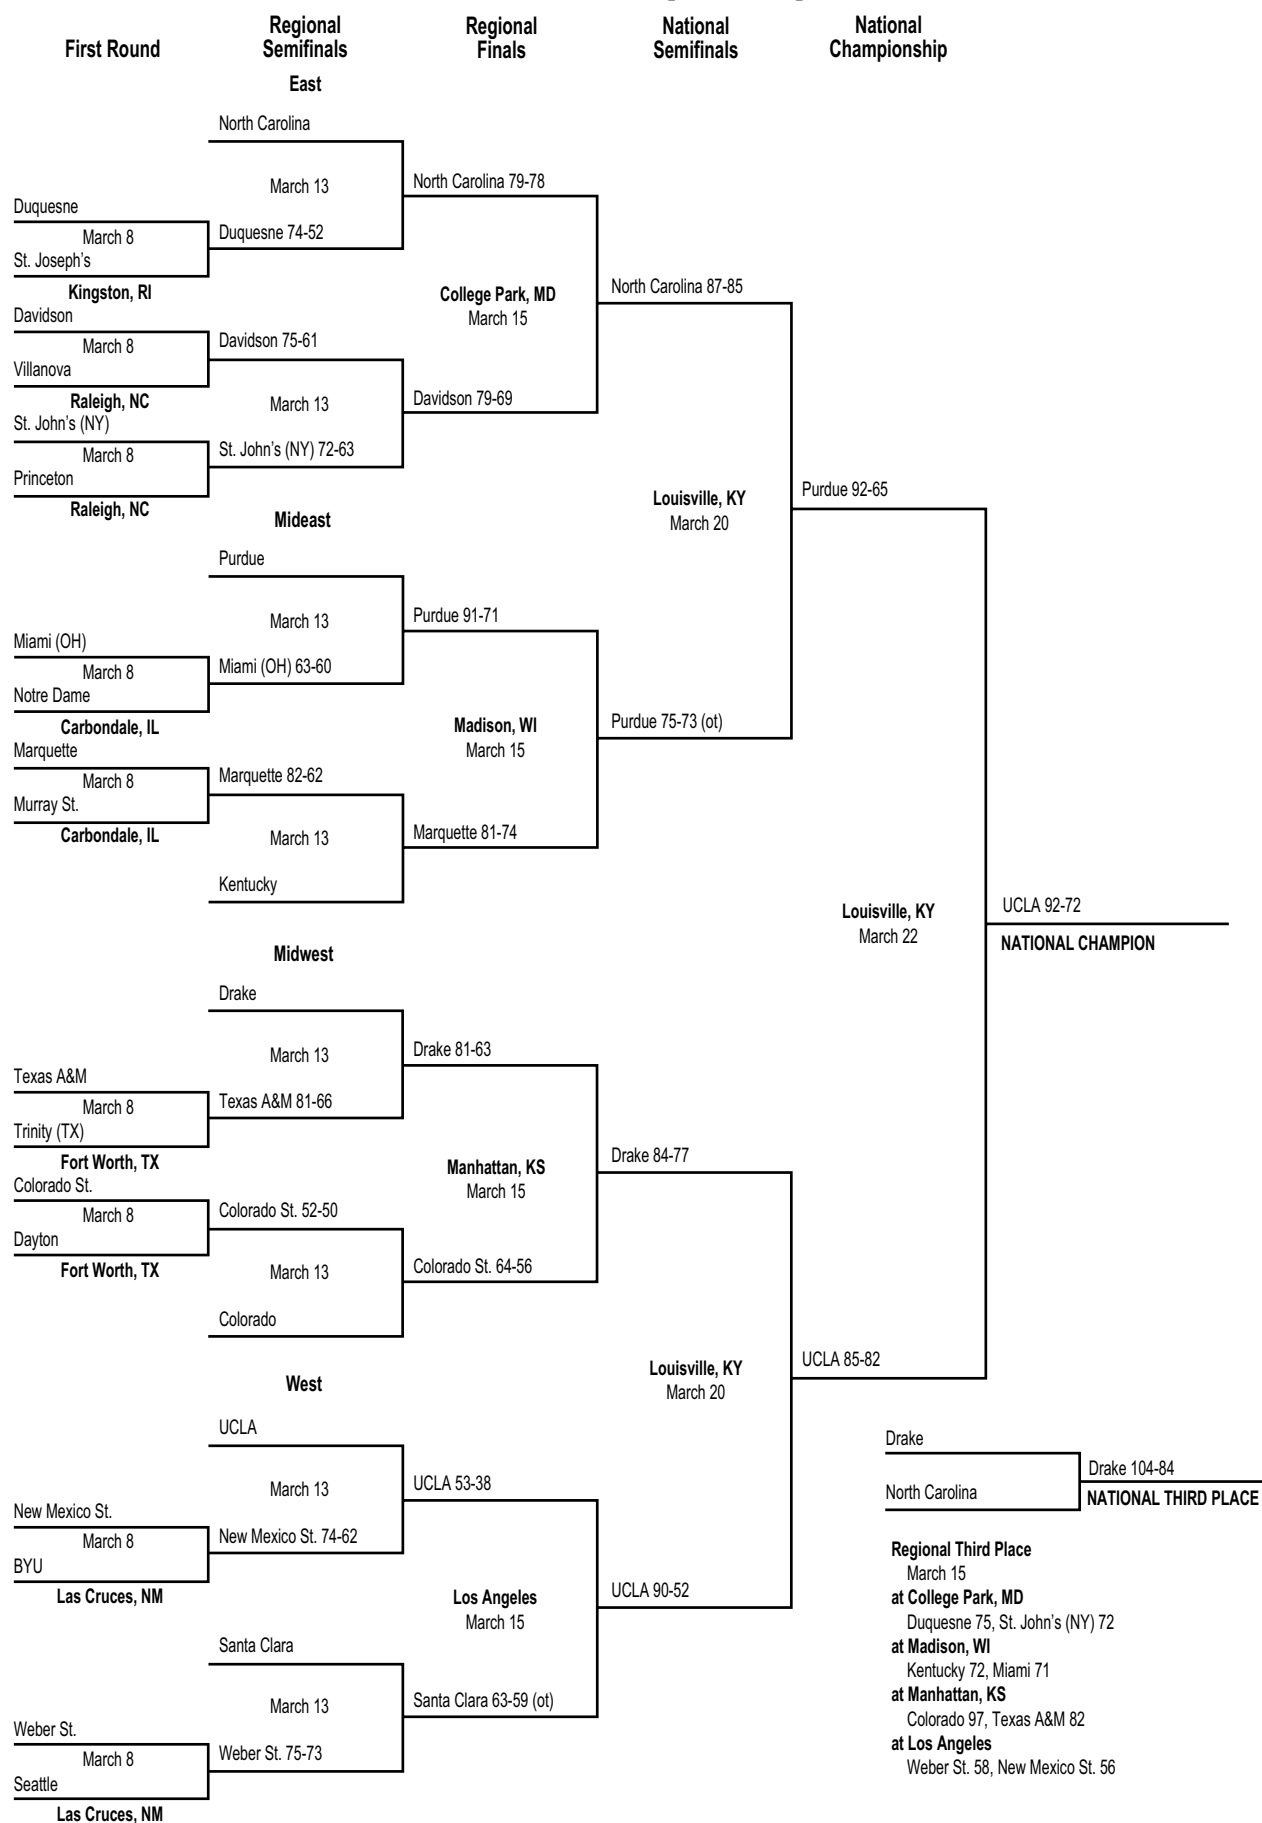 First Round
Regional
Semifinals
Regional
Finals
National
Semifinals
National
Championship
East
North Carolina
March 13
North Carolina 79-78
Duquesne
March 8
Duquesne 74-52
St. Joseph's
Kingston, RI
College Park, MD
March 15
North Carolina 87-85
Davidson
March 8
Davidson 75-61
Villanova
Raleigh, NC
March 13
Davidson 79-69
St. John's (NY)
March 8
St. John's (NY) 72-63
Princeton
Raleigh, NC
Louisville, KY
March 20
Purdue 92-65
Mideast
Purdue
March 13
Purdue 91-71
Miami (OH)
March 8
Miami (OH) 63-60
Notre Dame
Carbondale, IL
Madison, WI
March 15
Purdue 75-73 (ot)
Marquette
March 8
Marquette 82-62
Murray St.
Carbondale, IL
March 13
Marquette 81-74
Kentucky
Louisville, KY
March 22
UCLA 92-72
NATIONAL CHAMPION
Midwest
Drake
March 13
Drake 81-63
Texas A&M
March 8
Texas A&M 81-66
Trinity (TX)
Fort Worth, TX
Manhattan, KS
March 15
Drake 84-77
Colorado St.
March 8
Colorado St. 52-50
Dayton
Fort Worth, TX
March 13
Colorado St. 64-56
Colorado
Louisville, KY
March 20
UCLA 85-82
West
UCLA
March 13
UCLA 53-38
New Mexico St.
March 8
New Mexico St. 74-62
BYU
Las Cruces, NM
Los Angeles
March 15
UCLA 90-52
Santa Clara
March 13
Santa Clara 63-59 (ot)
Weber St.
March 8
Weber St. 75-73
Seattle
Las Cruces, NM
Drake
Drake 104-84
North Carolina
NATIONAL THIRD PLACE
Regional Third Place
March 15
at College Park, MD
Duquesne 75, St. John's (NY) 72
at Madison, WI
Kentucky 72, Miami 71
at Manhattan, KS
Colorado 97, Texas A&M 82
at Los Angeles
Weber St. 58, New Mexico St. 56